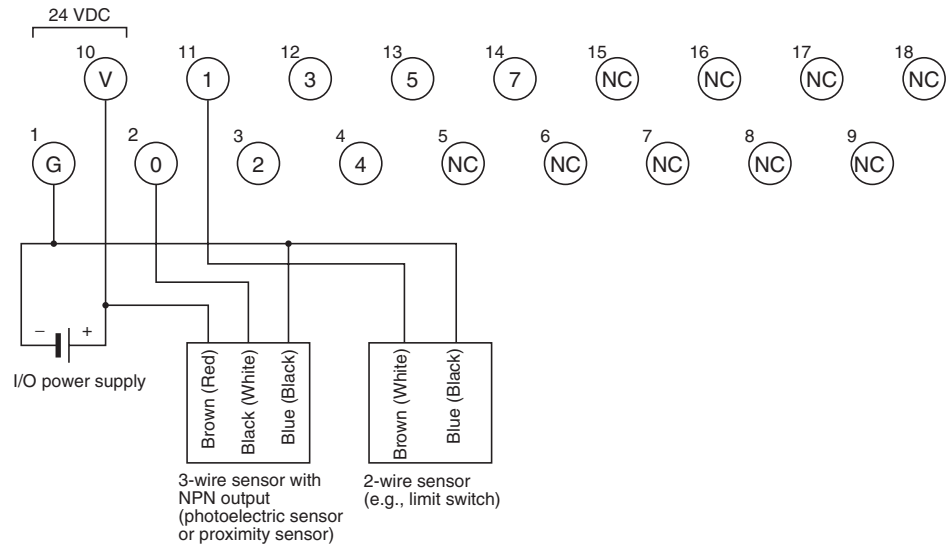 24 VDC
10 11 12 13 14 15 16 17 18
V 1 3 5 7 NC NC NC NC
1 2 3 4 5 6 7 8 9
G 0 2 4 NC NC NC NC NC
− +
I/O power supply
Brown (Red)
Black (White)
Blue (Black)
Brown (White)
Blue (Black)
3-wire sensor with
NPN output
(photoelectric sensor
or proximity sensor)
2-wire sensor
(e.g., limit switch)